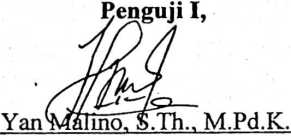 Penguji I,
Yan Malino, S.Th., M.Pd.K.